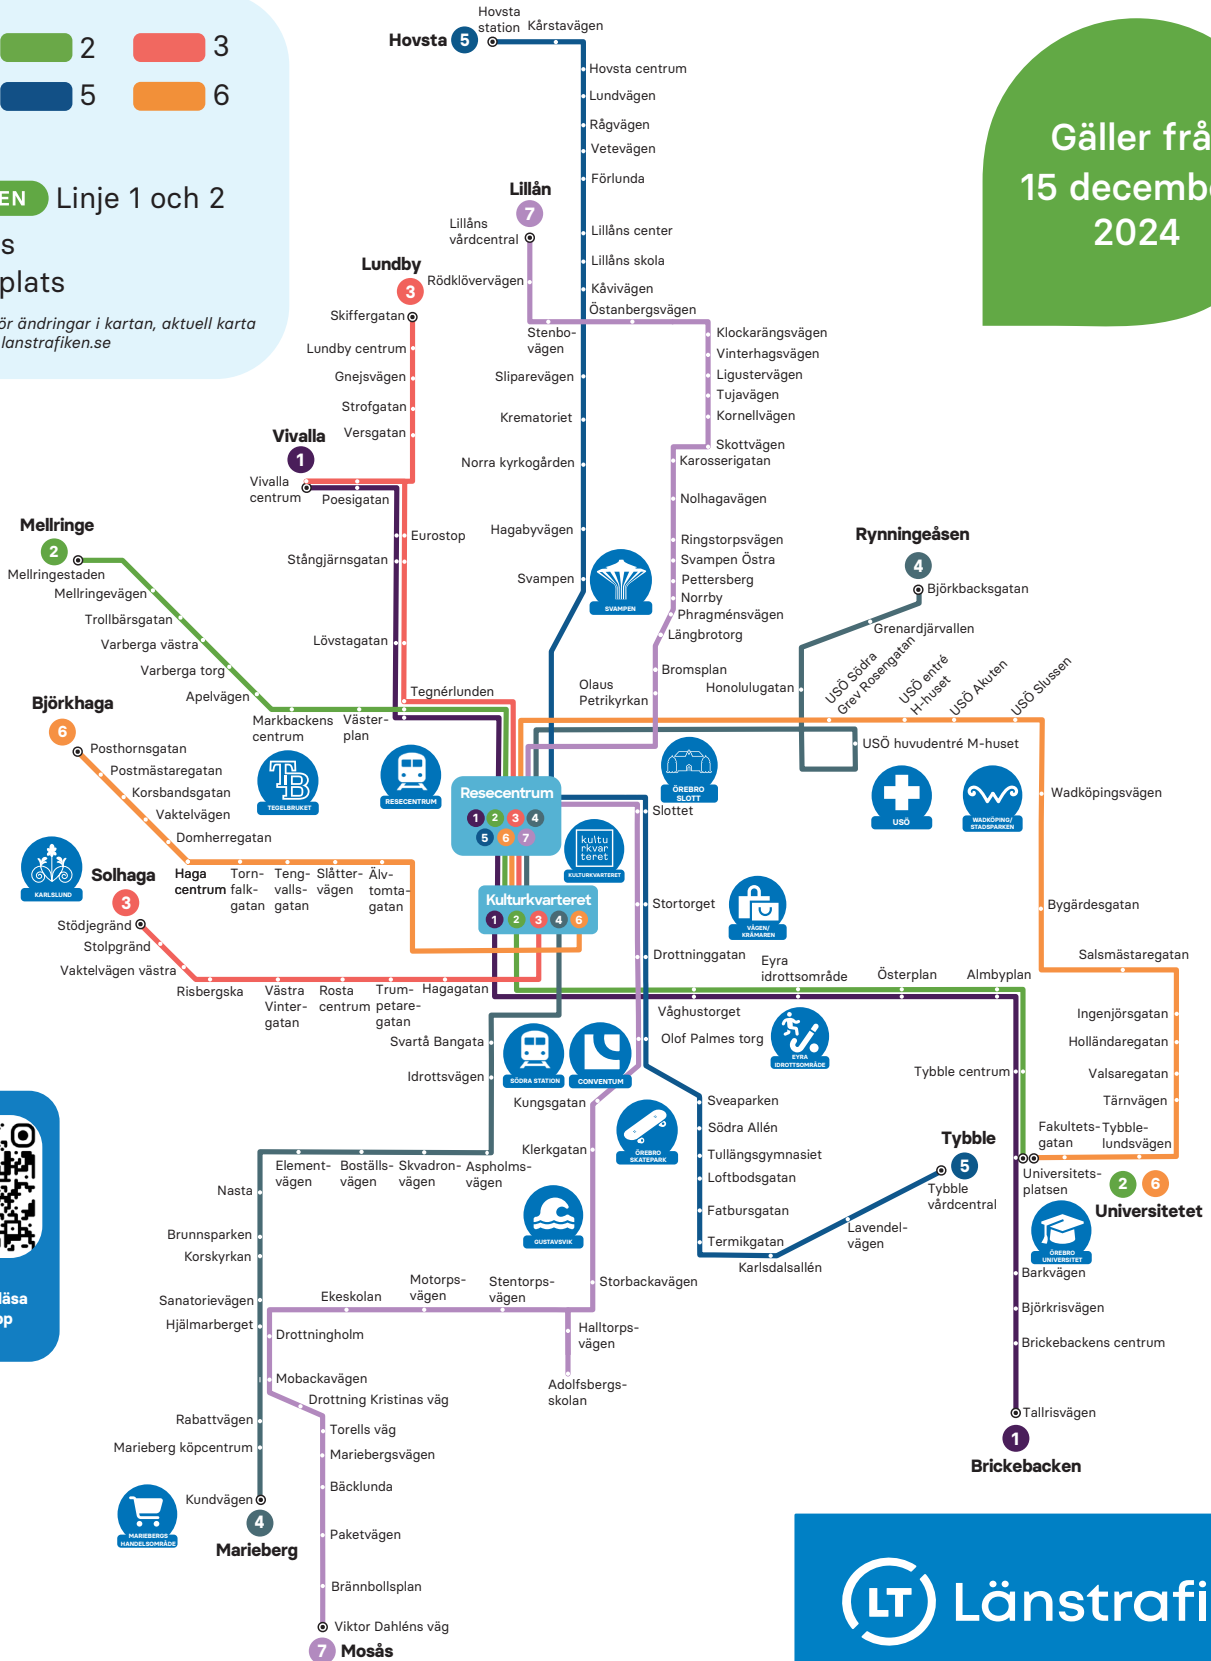 2
3
5
6
EN Linje 1 och 2
s
plats
ör ändringar i kartan, aktuell karta
lanstrafiken.se
Gäller frå
15 decemb
2024
Hovsta 5
Hovsta
station
Kårstavägen
Hovsta centrum
Lundvägen
Rågvägen
Vetevägen
Förlunda
Lillåns center
Lillåns skola
Kåvivägen
Östanbergsvägen
Lillån
7
Lillåns
vårdcentral
Rödklövervägen
Stenbo-
vägen
Sliparevägen
Krematoriet
Norra kyrkogården
Hagabyvägen
Svampen
SVAMPEN
Klockarängsvägen
Vinterhagsvägen
Ligustervägen
Tujavägen
Kornellvägen
Skottvägen
Karosserigatan
Nolhagavägen
Ringstorpsvägen
Svampen Östra
Pettersberg
Norrby
Phragménsvägen
Längbrotorg
Bromsplan
Olaus
Petrikyrkan
Lundby
3
Skiffergatan
Lundby centrum
Gnejsvägen
Strofgatan
Versgatan
Vivalla
1
Vivalla
centrum
Poesigatan
Eurostop
Stångjärnsgatan
Lövstagatan
Tegnérlunden
Mellringe
2
Mellringestaden
Mellringevägen
Trollbärsgatan
Varberga västra
Varberga torg
Apelvägen
Markbackens
centrum
Väster-
plan
Björkhaga
6
Posthornsgatan
Postmästaregatan
Korsbandsgatan
Vaktelvägen
Domherregatan
Haga
centrum
Torn-
falk-
gatan
Teng-
valls-
gatan
Slåtter-
vägen
Älv-
tomta-
gatan
TB
TEGELBRUKET
RESECENTRUM
KARLSLUND
Solhaga
3
Stödjegränd
Stolpgränd
Vaktelvägen västra
Risbergska
Västra
Vinter-
gatan
Rosta
centrum
Trum-
petare-
gatan
Hagagatan
Resecentrum
1 2 3 4
5 6 7
Kulturkvarteret
1 2 3 4 6
kultu
rkvar
teret
KULTURKVARTERET
ÖREBRO
SLOTT
Rynningeåsen
4
Björkbacksgatan
Grenardjärvallen
Honolulugatan
USÖ Södra
Grev Rosengatan
USÖ entré
H-huset
USÖ Akuten
USÖ Slussen
USÖ huvudentré M-huset
USÖ
WADKÖPING/
STADSPARKEN
Wadköpingsvägen
Bygärdesgatan
Salsmästaregatan
Ingenjörsgatan
Holländaregatan
Valsaregatan
Tärnvägen
Tybble-
lundsvägen
Fakultets-
gatan
Universitets-
platsen
2 6
Universitetet
ÖREBRO
UNIVERSITET
Slottet
Stortorget
Drottninggatan
VÅGEN/
KRÄMAREN
Eyra
idrottsområde
Österplan
Almbyplan
Våghustorget
Olof Palmes torg
EYRA
IDROTTSOMRÅDE
Tybble centrum
Svartå Bangata
Idrottsvägen
SÖDRA STATION
CONVENTUM
Kungsgatan
Klerkgatan
ÖREBRO
SKATEPARK
Sveaparken
Södra Allén
Tullängsgymnasiet
Loftbodsgatan
Fatbursgatan
Termikgatan
Karlsdalsallén
Lavendel-
vägen
Tybble
5
Tybble
vårdcentral
Element-
vägen
Boställs-
vägen
Skvadron-
vägen
Aspholms-
vägen
Nasta
Brunnsparken
Korskyrkan
Sanatorievägen
Hjälmarberget
Rabattvägen
Marieberg köpcentrum
Kundvägen
4
Marieberg
MARIEBERGS
HANDELSOMRÅDE
GUSTAVSVIK
Storbackavägen
Stentorps-
vägen
Motorps-
vägen
Ekeskolan
Halltorps-
vägen
Adolfsbergs-
skolan
Drottningholm
Mobackavägen
Drottning Kristinas väg
Torells väg
Mariebergsvägen
Bäcklunda
Paketvägen
Brännbollsplan
Viktor Dahléns väg
7 Mosås
Barkvägen
Björkrisvägen
Brickebackens centrum
Tallrisvägen
1
Brickebacken
läsa
pp
LT Länstrafi